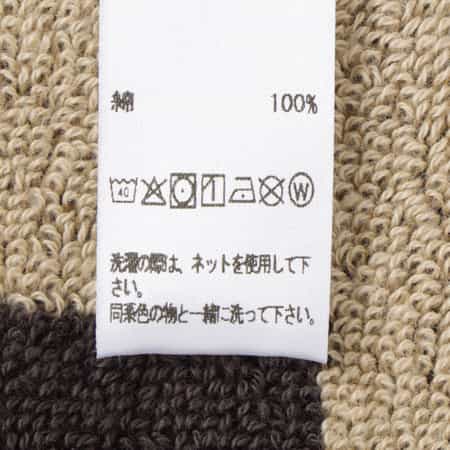 綿 100%
40 W
洗濯の際は、ネットを使用して下
さい。
同系色の物と一緒に洗って下さい。